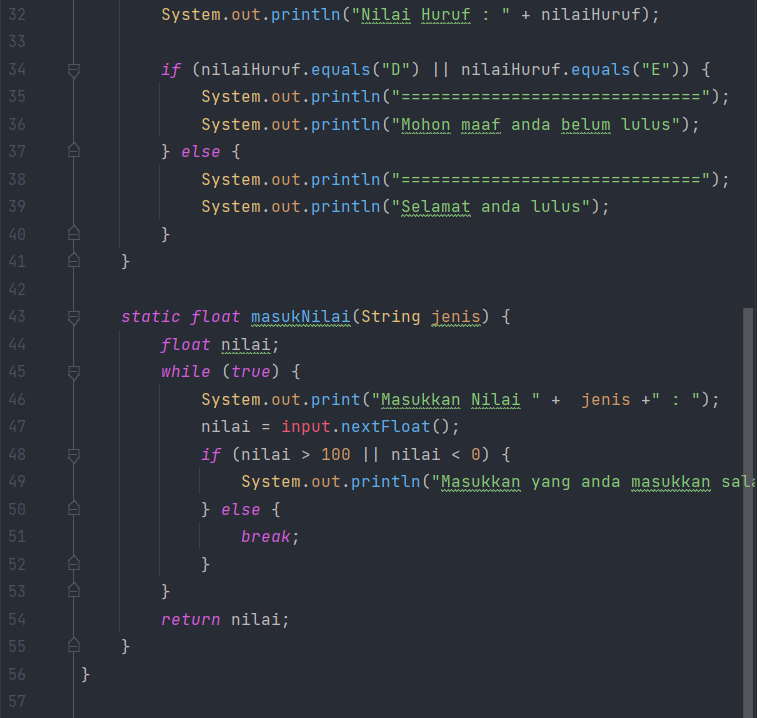 32 System.out.println("Nilai Huruf : " + nilaiHuruf);
33
34 if (nilaiHuruf.equals("D") || nilaiHuruf.equals("E")) {
35 System.out.println("==============================");
36 System.out.println("Mohon maaf anda belum lulus");
37 } else {
38 System.out.println("==============================");
39 System.out.println("Selamat anda lulus");
40 }
41 }
42
43 static float masukNilai(String jenis) {
44 float nilai;
45 while (true) {
46 System.out.print("Masukkan Nilai " +  jenis +" : ");
47 nilai = input.nextFloat();
48 if (nilai > 100 || nilai < 0) {
49 System.out.println("Masukkan yang anda masukkan sala
50 } else {
51 break;
52 }
53 }
54 return nilai;
55 }
56 }
57